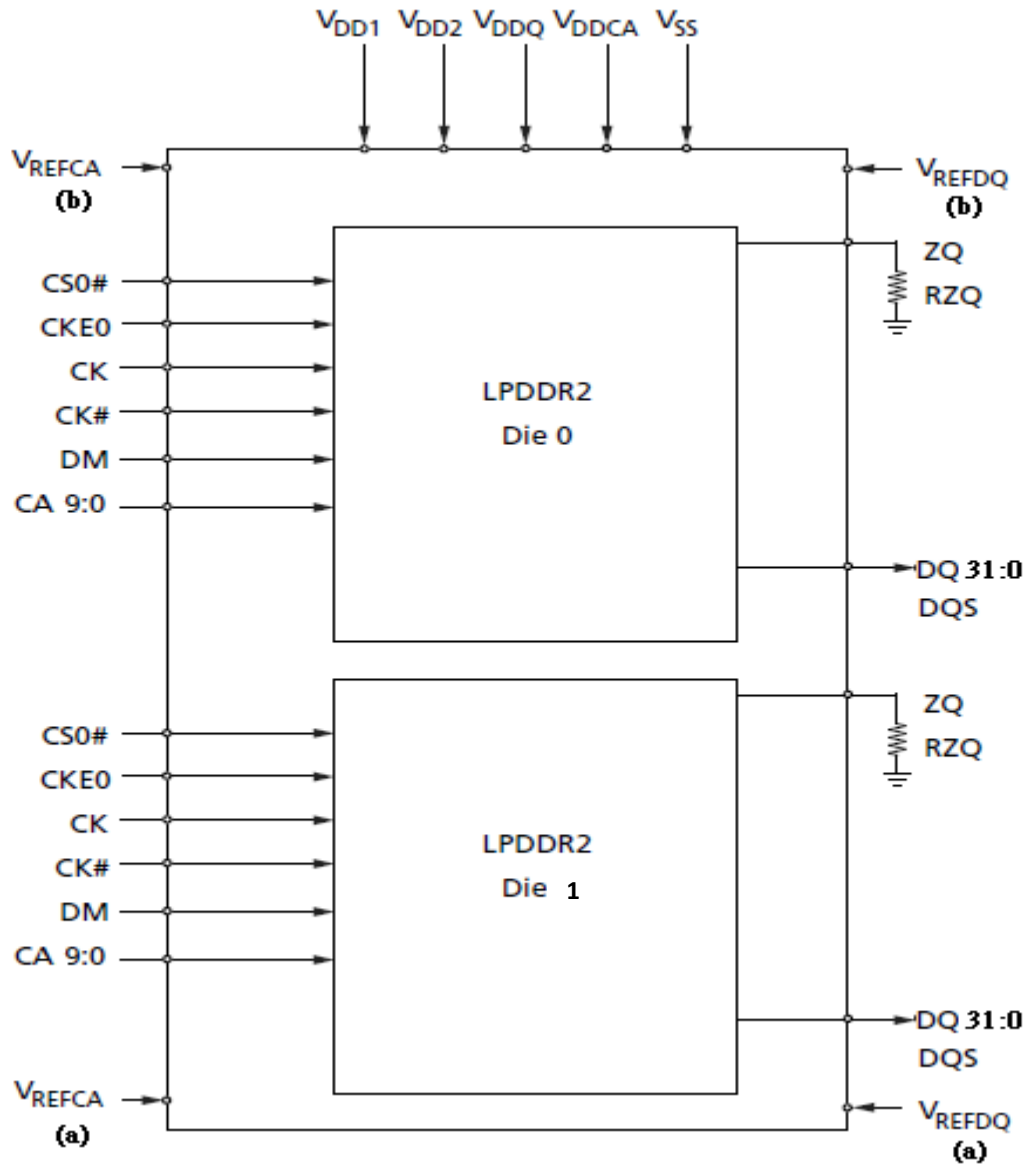 VDD1 VDD2 VDDQ VDDCA VSS
VREFCA
(b)
VREFDQ
(b)
CS0#
CKE0
CK
CK#
DM
CA 9:0
LPDDR2
Die 0
ZQ
RZQ
DQ 31:0
DQS
CS0#
CKE0
CK
CK#
DM
CA 9:0
LPDDR2
Die 1
ZQ
RZQ
DQ 31:0
DQS
VREFCA
(a)
VREFDQ
(a)